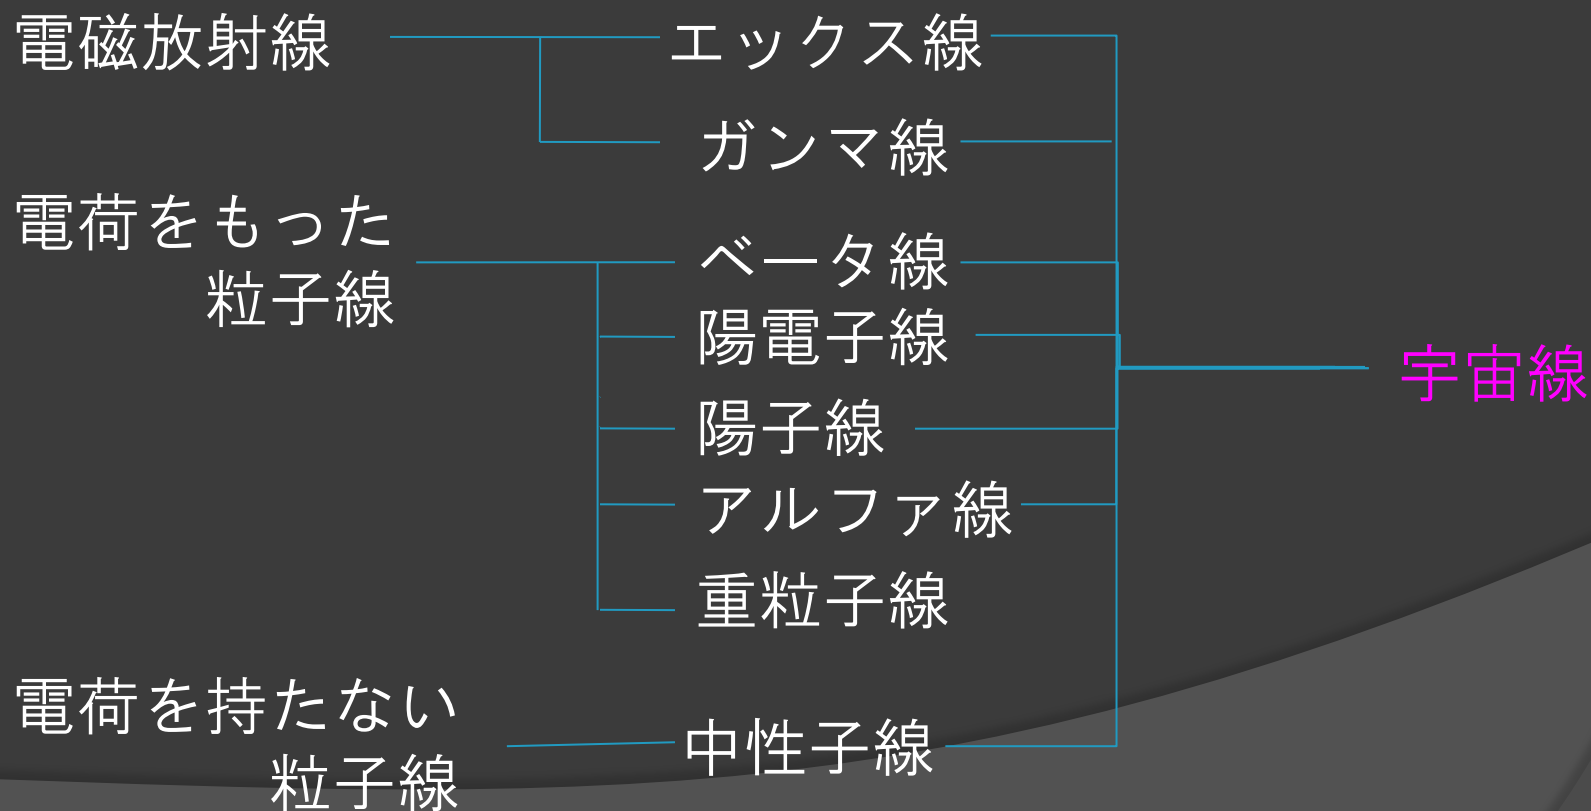 電磁放射線
エックス線
ガンマ線
電荷をもった
粒子線
ベータ線
陽電子線
陽子線
アルファ線
重粒子線
電荷を持たない
粒子線
中性子線
宇宙線